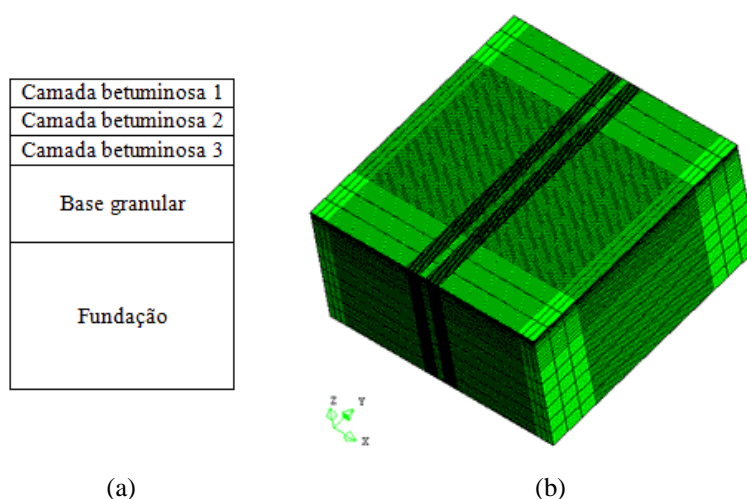 Camada betuminosa 1
Camada betuminosa 2
Camada betuminosa 3
Base granular
Fundação
Z
Y
X
(a)
(b)